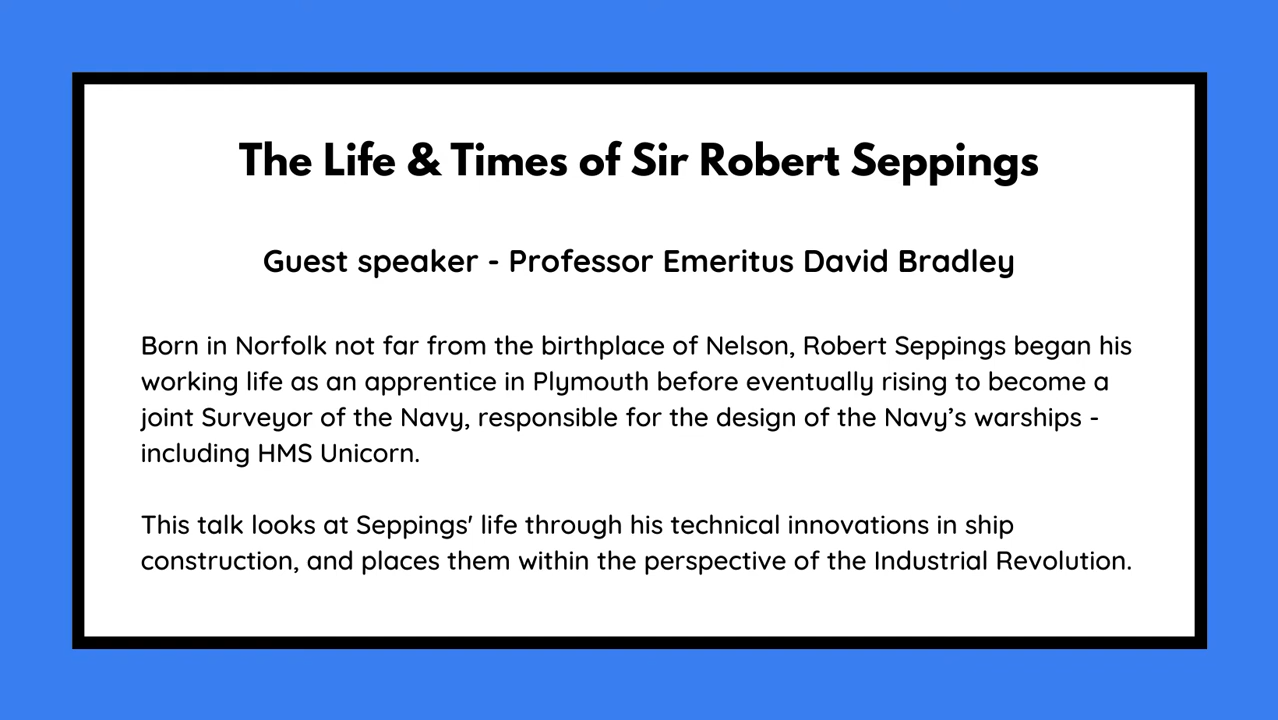 The Life & Times of Sir Robert Seppings
Guest speaker - Professor Emeritus David Bradley
Born in Norfolk not far from the birthplace of Nelson, Robert Seppings began his
working life as an apprentice in Plymouth before eventually rising to become a
joint Surveyor of the Navy, responsible for the design of the Navy’s warships -
including HMS Unicorn.
This talk looks at Seppings' life through his technical innovations in ship
construction, and places them within the perspective of the Industrial Revolution.